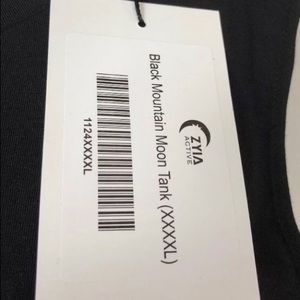 ZYIA
ACTIVE
Black Mountain Moon Tank (XXXXL)
1124XXXXL